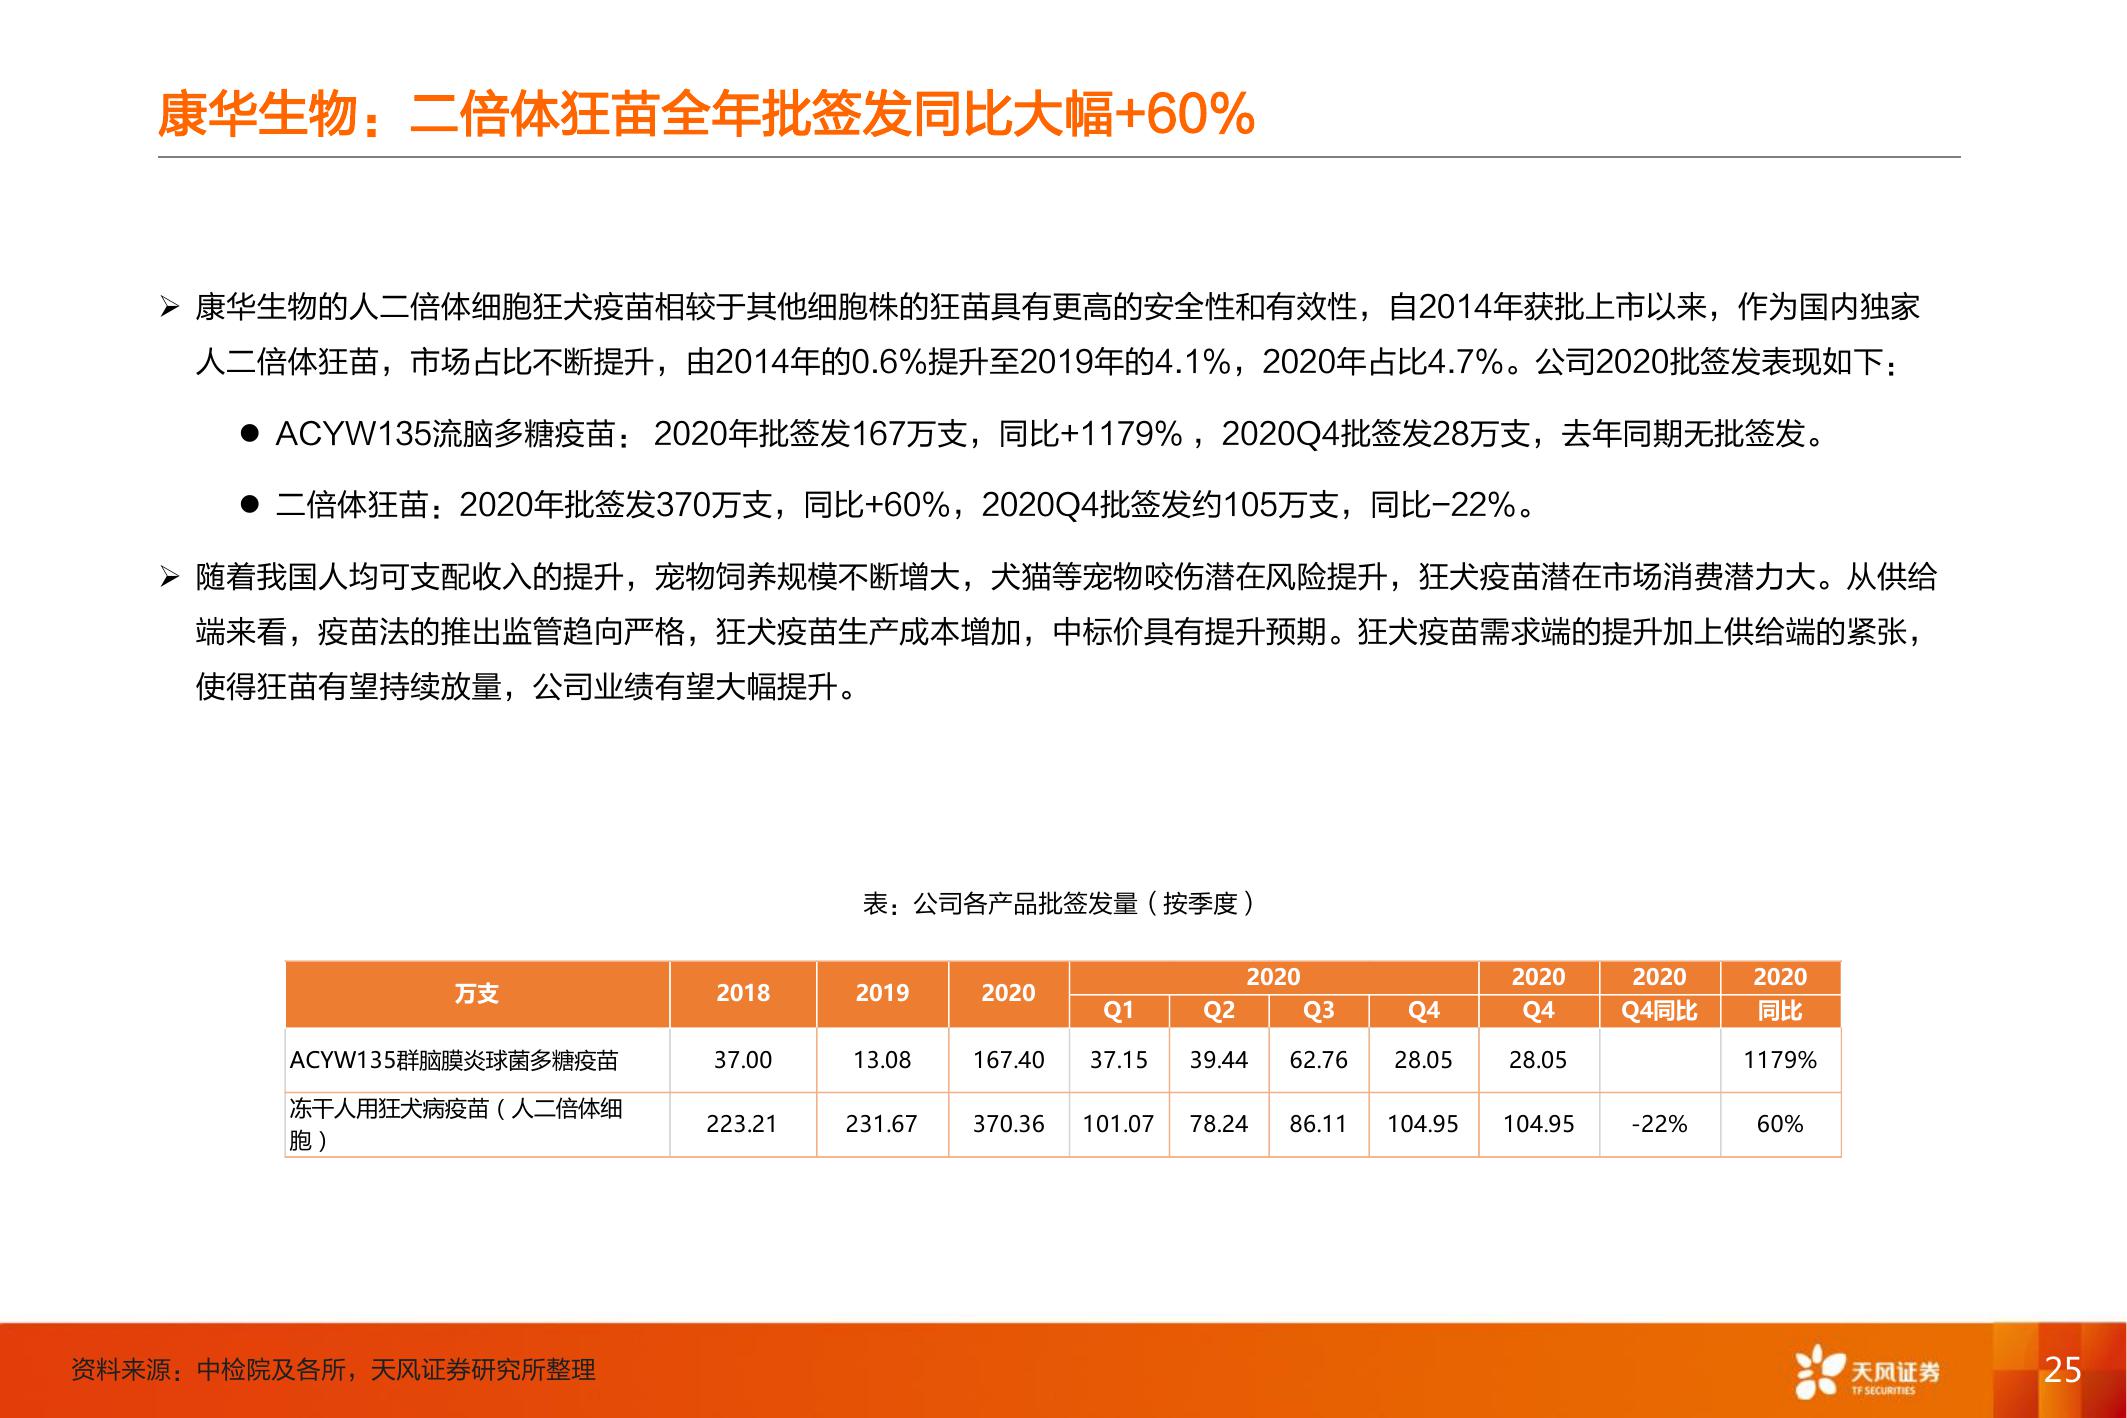 康华生物：二倍体狂苗全年批签发同比大幅+60%
➢ 康华生物的人二倍体细胞狂犬疫苗相较于其他细胞株的狂苗具有更高的安全性和有效性，自2014年获批上市以来，作为国内独家
人二倍体狂苗，市场占比不断提升，由2014年的0.6%提升至2019年的4.1%，2020年占比4.7%。公司2020批签发表现如下：
● ACYW135流脑多糖疫苗： 2020年批签发167万支，同比+1179% ，2020Q4批签发28万支，去年同期无批签发。
● 二倍体狂苗：2020年批签发370万支，同比+60%，2020Q4批签发约105万支，同比-22%。
➢ 随着我国人均可支配收入的提升，宠物饲养规模不断增大，犬猫等宠物咬伤潜在风险提升，狂犬疫苗潜在市场消费潜力大。从供给
端来看，疫苗法的推出监管趋向严格，狂犬疫苗生产成本增加，中标价具有提升预期。狂犬疫苗需求端的提升加上供给端的紧张，
使得狂苗有望持续放量，公司业绩有望大幅提升。
表：公司各产品批签发量（按季度）
万支 2018 2019 2020 2020 2020 2020 2020
Q1 Q2 Q3 Q4 Q4 Q4同比 同比
ACYW135群脑膜炎球菌多糖疫苗 37.00 13.08 167.40 37.15 39.44 62.76 28.05 28.05 1179%
冻干人用狂犬病疫苗（人二倍体细
胞） 223.21 231.67 370.36 101.07 78.24 86.11 104.95 104.95 -22% 60%
资料来源：中检院及各所，天风证券研究所整理
天风证券
TF SECURITIES
25